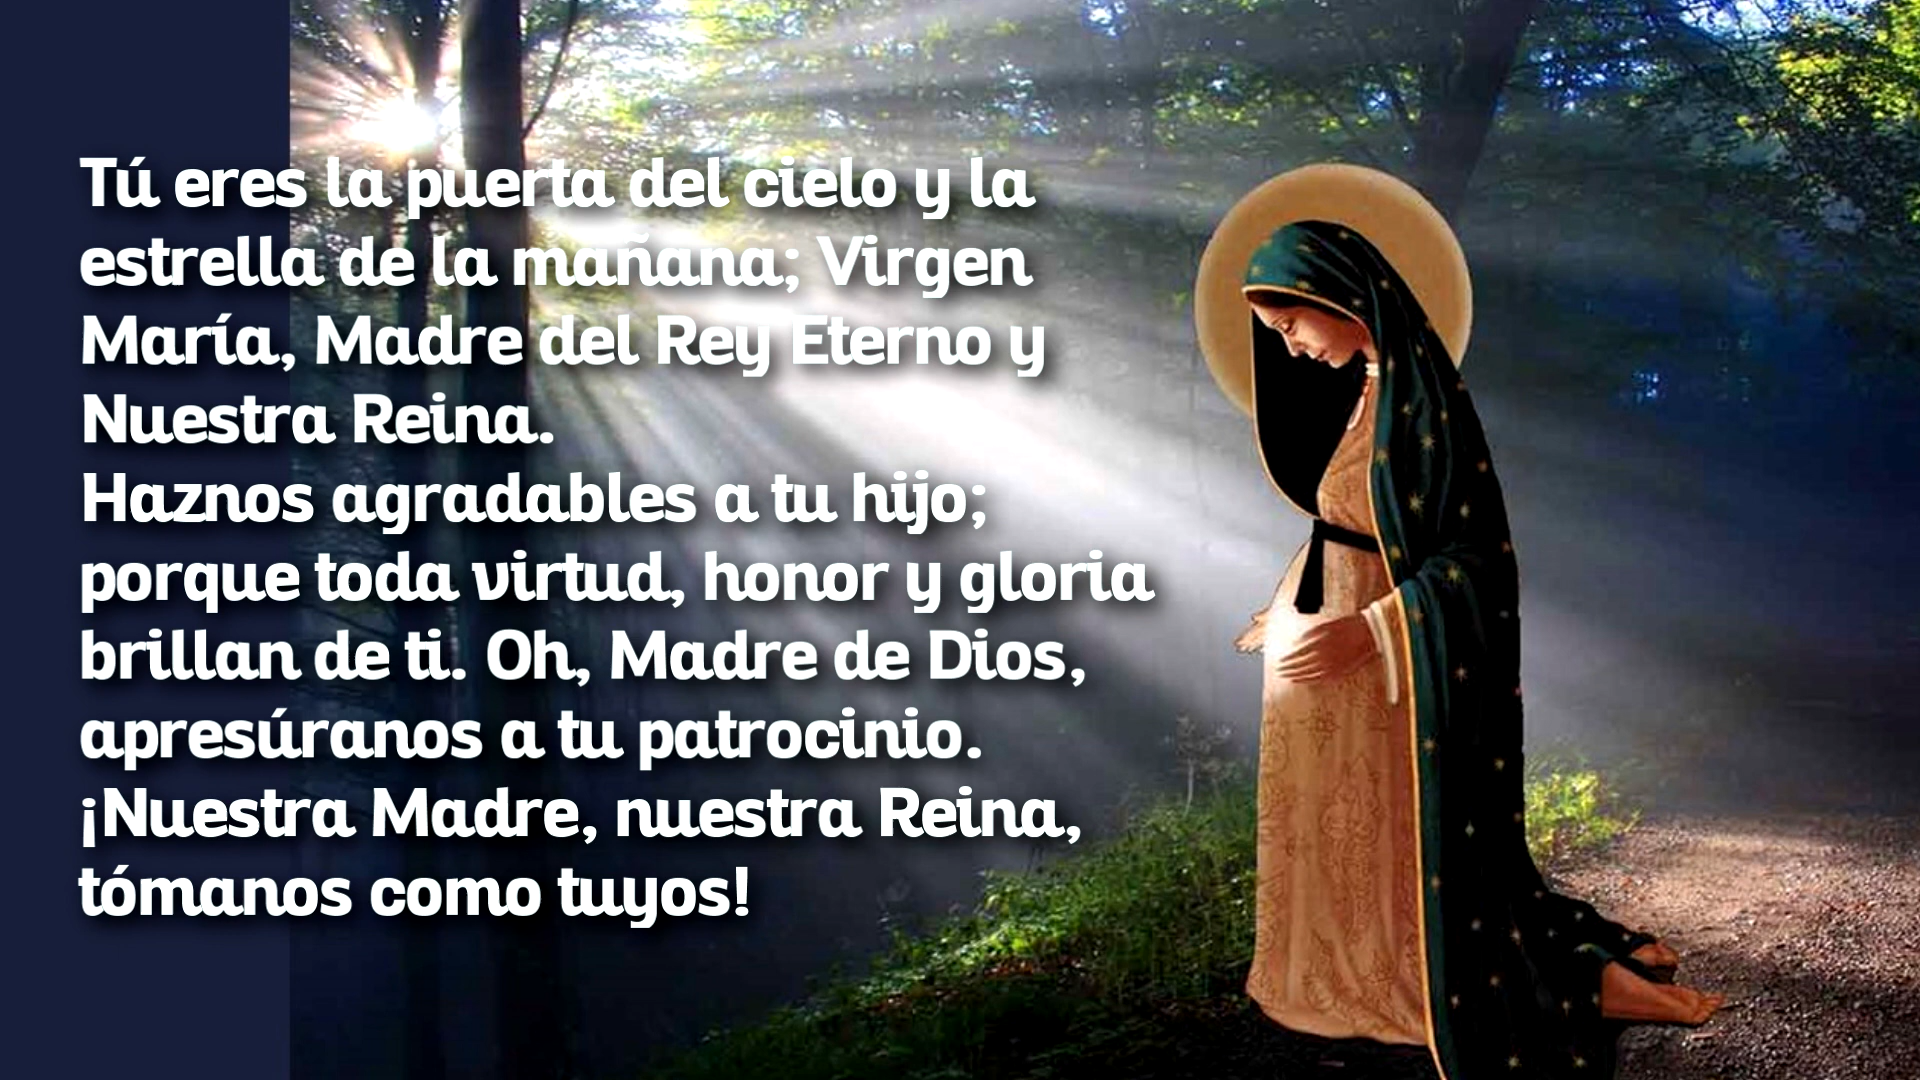 Tú eres la puerta del cielo y la
estrella de la mañana; Virgen
María, Madre del Rey Eterno y
Nuestra Reina.
Haznos agradables a tu hijo;
porque toda virtud, honor y gloria
brillan de ti. Oh, Madre de Dios,
apresúranos a tu patrocinio.
¡Nuestra Madre, nuestra Reina,
tómanos como tuyos!